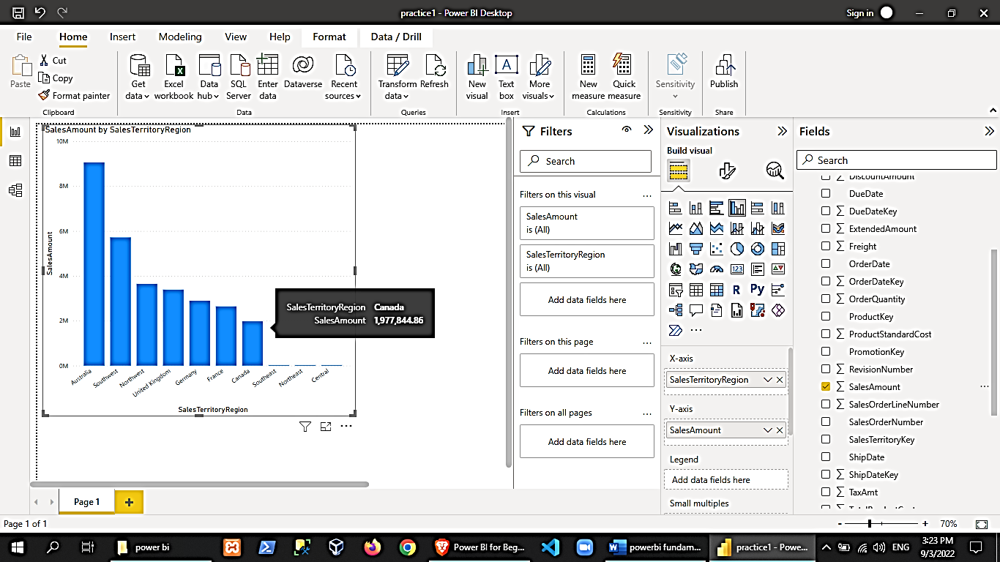 practice1 - Power BI Desktop
Sign in
File Home Insert Modeling View Help Format Data / Drill
Paste
Cut
Copy
Format painter
Clipboard
Get data
Excel workbook
Data hub
SQL Server
Enter data
Dataverse
Recent sources
Data
Transform data
Refresh
Queries
New visual
Text box
More visuals
Insert
New measure
Quick measure
Calculations
Sensitivity
Sensitivity
Publish
Share
SalesAmount by SalesTerritoryRegion
10M
8M
6M
4M
2M
0M
SalesAmount
Australia
Southwest
Northwest
United Kingdom
Germany
France
Canada
Southeast
Northeast
Central
SalesTerritoryRegion
SalesTerritoryRegion Canada
SalesAmount 1,977,844.86
Filters
Search
Filters on this visual
SalesAmount
is (All)
SalesTerritoryRegion
is (All)
Add data fields here
Filters on this page
Add data fields here
Filters on all pages
Add data fields here
Visualizations
Build visual
123
R
Py
X-axis
SalesTerritoryRegion
Y-axis
SalesAmount
Legend
Add data fields here
Small multiples
Fields
Search
DiscountAmount
DueDate
DueDateKey
ExtendedAmount
Freight
OrderDate
OrderDateKey
OrderQuantity
ProductKey
ProductStandardCost
PromotionKey
RevisionNumber
SalesAmount
SalesOrderLineNumber
SalesOrderNumber
SalesTerritoryKey
ShipDate
ShipDateKey
TaxAmt
Page 1
Page 1 of 1
70%
power bi
Power BI for Beg...
powerbi fundam...
practice1 - Powe...
ENG
3:23 PM
9/3/2022